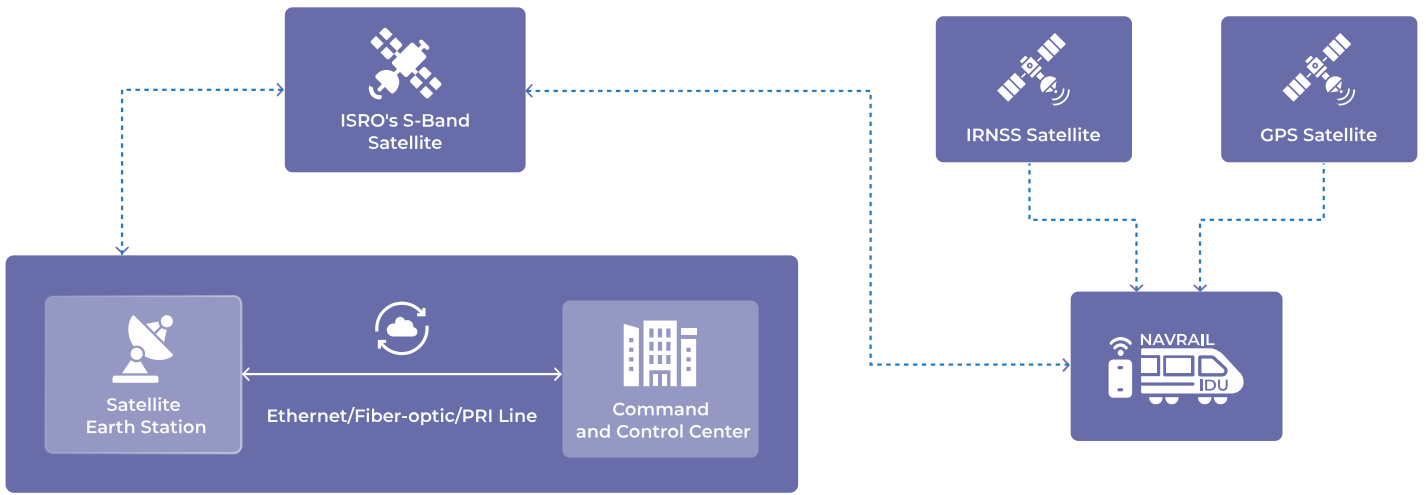 ISRO's S-Band
Satellite
IRNSS Satellite
GPS Satellite
Satellite
Earth Station
Ethernet/Fiber-optic/PRI Line
Command
and Control Center
NAVRAIL
IDU